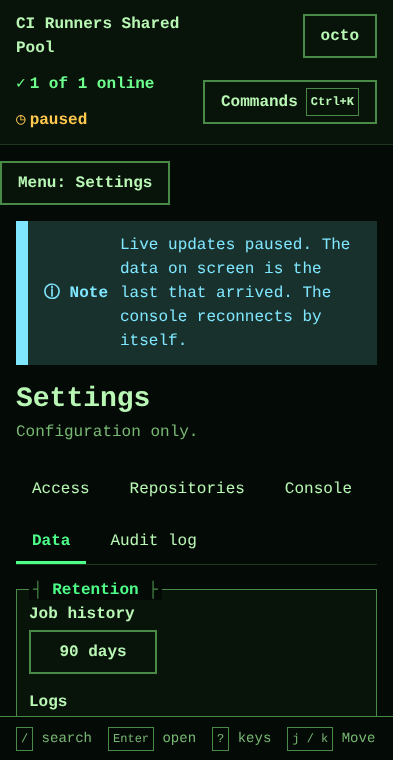 CI Runners Shared
Pool
octo
✓ 1 of 1 online
Commands Ctrl+K
◷ paused
Menu: Settings
ⓘ Note
Live updates paused. The
data on screen is the
last that arrived. The
console reconnects by
itself.
Settings
Configuration only.
Access Repositories Console
Data Audit log
Retention
Job history
90 days
Logs
/ search Enter open ? keys j / k Move